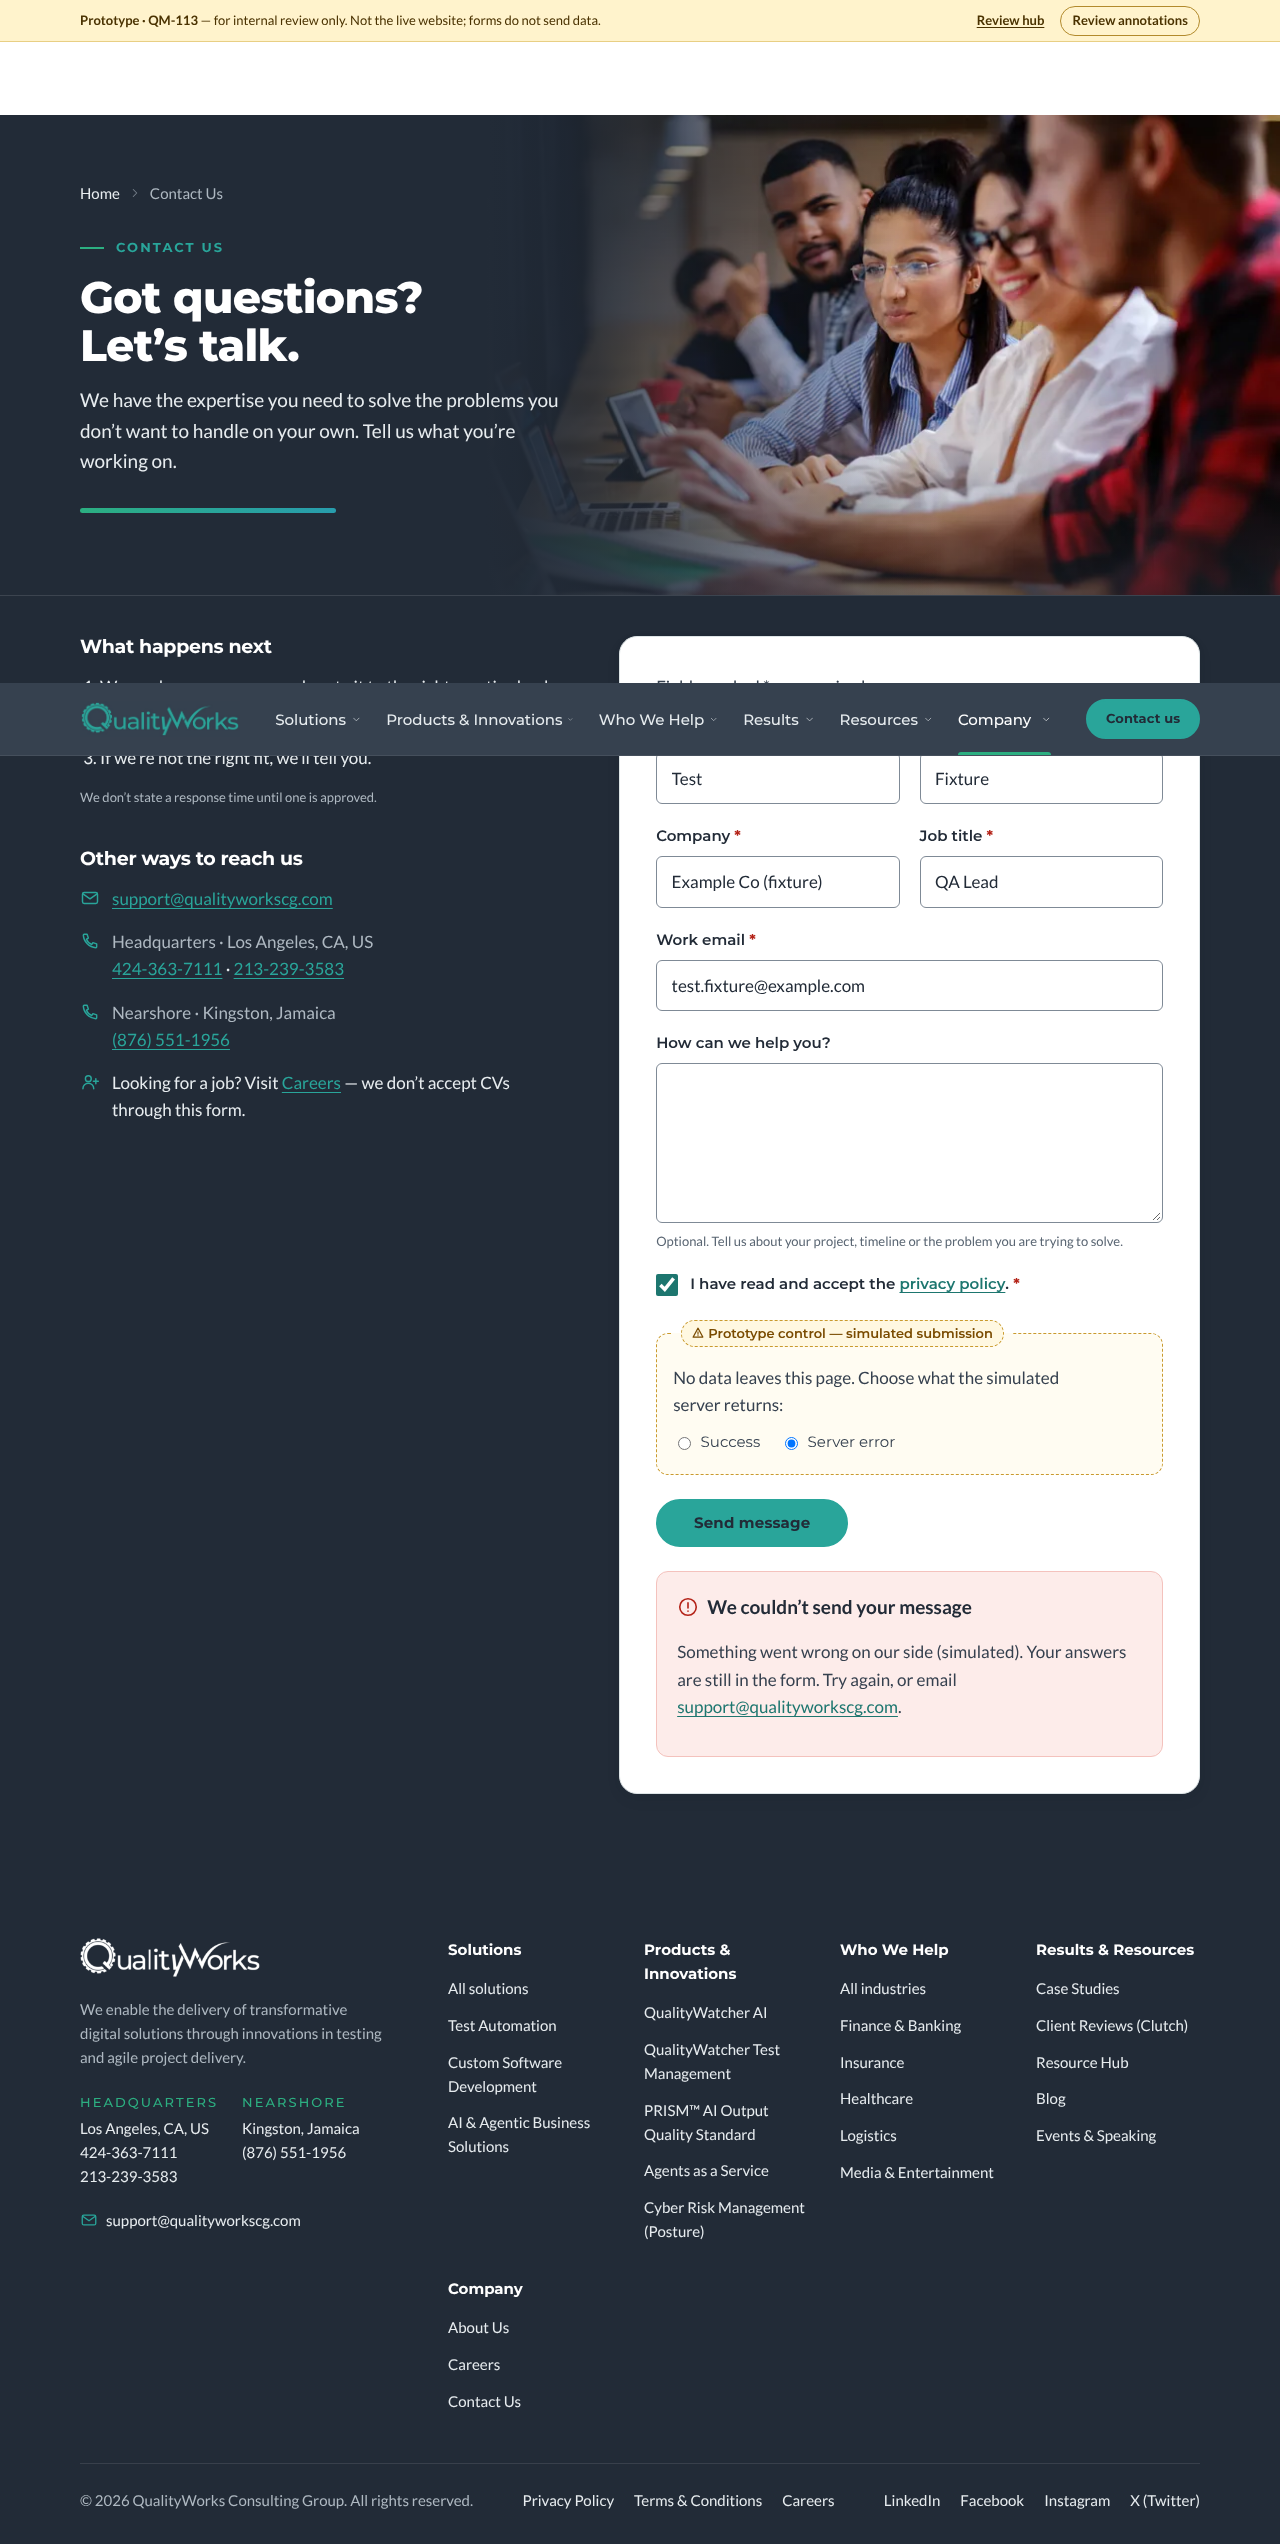 Prototype · QM-113 — for internal review only. Not the live website; forms do not send data.
Review hub
Review annotations
Home
Contact Us
CONTACT US
Got questions?
Let’s talk.
We have the expertise you need to solve the problems you
don’t want to handle on your own. Tell us what you’re
working on.
What happens next
QualityWorks
Solutions
Products & Innovations
Who We Help
Results
Resources
Company
Contact us
3. If we’re not the right fit, we’ll tell you.
We don’t state a response time until one is approved.
Other ways to reach us
support@qualityworkscg.com
Headquarters · Los Angeles, CA, US
424-363-7111 · 213-239-3583
Nearshore · Kingston, Jamaica
(876) 551-1956
Looking for a job? Visit Careers — we don’t accept CVs
through this form.
Test
Fixture
Company *
Job title *
Example Co (fixture)
QA Lead
Work email *
test.fixture@example.com
How can we help you?
Optional. Tell us about your project, timeline or the problem you are trying to solve.
I have read and accept the privacy policy. *
Prototype control — simulated submission
No data leaves this page. Choose what the simulated
server returns:
Success
Server error
Send message
We couldn’t send your message
Something went wrong on our side (simulated). Your answers
are still in the form. Try again, or email
support@qualityworkscg.com.
QualityWorks
We enable the delivery of transformative
digital solutions through innovations in testing
and agile project delivery.
HEADQUARTERS
Los Angeles, CA, US
424-363-7111
213-239-3583
NEARSHORE
Kingston, Jamaica
(876) 551-1956
support@qualityworkscg.com
Solutions
All solutions
Test Automation
Custom Software
Development
AI & Agentic Business
Solutions
Products &
Innovations
QualityWatcher AI
QualityWatcher Test
Management
PRISM™ AI Output
Quality Standard
Agents as a Service
Cyber Risk Management
(Posture)
Who We Help
All industries
Finance & Banking
Insurance
Healthcare
Logistics
Media & Entertainment
Results & Resources
Case Studies
Client Reviews (Clutch)
Resource Hub
Blog
Events & Speaking
Company
About Us
Careers
Contact Us
© 2026 QualityWorks Consulting Group. All rights reserved.
Privacy Policy
Terms & Conditions
Careers
LinkedIn
Facebook
Instagram
X (Twitter)